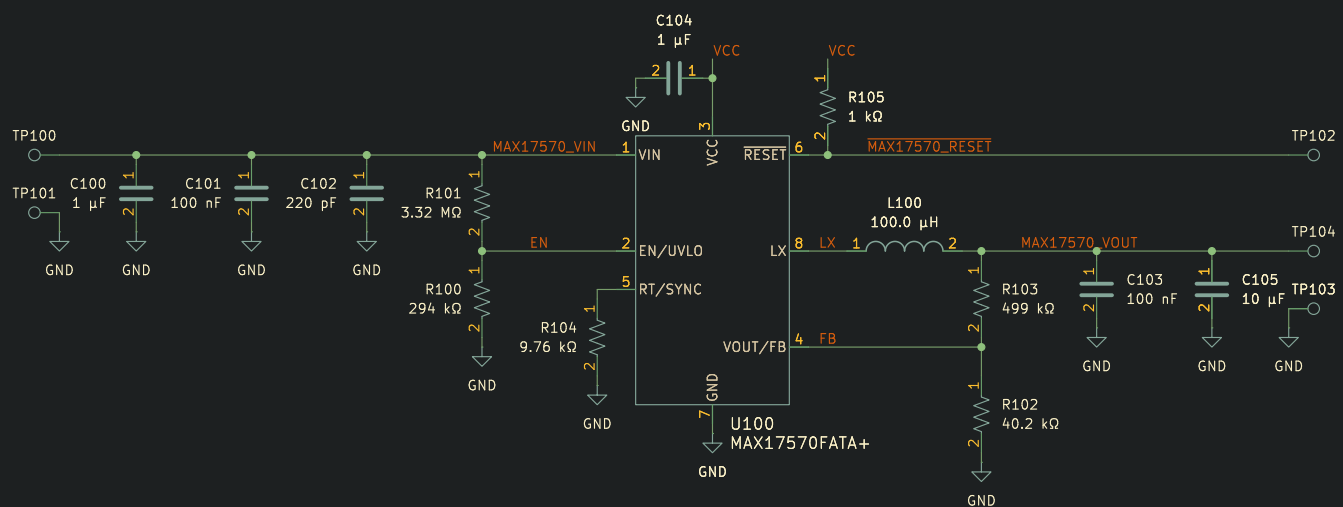 C104
1 µF
VCC
VCC
2
1
1
R105
1 kΩ
GND
3
2
TP100
MAX17570_VIN
1
VIN
VCC
RESET
6
MAX17570_RESET
TP102
TP101
C100
1 µF
1
2
C101
100 nF
1
2
C102
220 pF
1
2
R101
3.32 MΩ
1
2
L100
100.0 µH
EN
2
EN/UVLO
LX
8
LX
1
2
MAX17570_VOUT
TP104
GND
GND
GND
GND
R100
294 kΩ
1
2
5
RT/SYNC
R103
499 kΩ
1
2
C103
100 nF
1
2
C105
10 µF
1
2
TP103
R104
9.76 kΩ
1
2
VOUT/FB
4
FB
GND
GND
GND
GND
GND
GND
7
R102
40.2 kΩ
1
2
U100
MAX17570FATA+
GND
GND